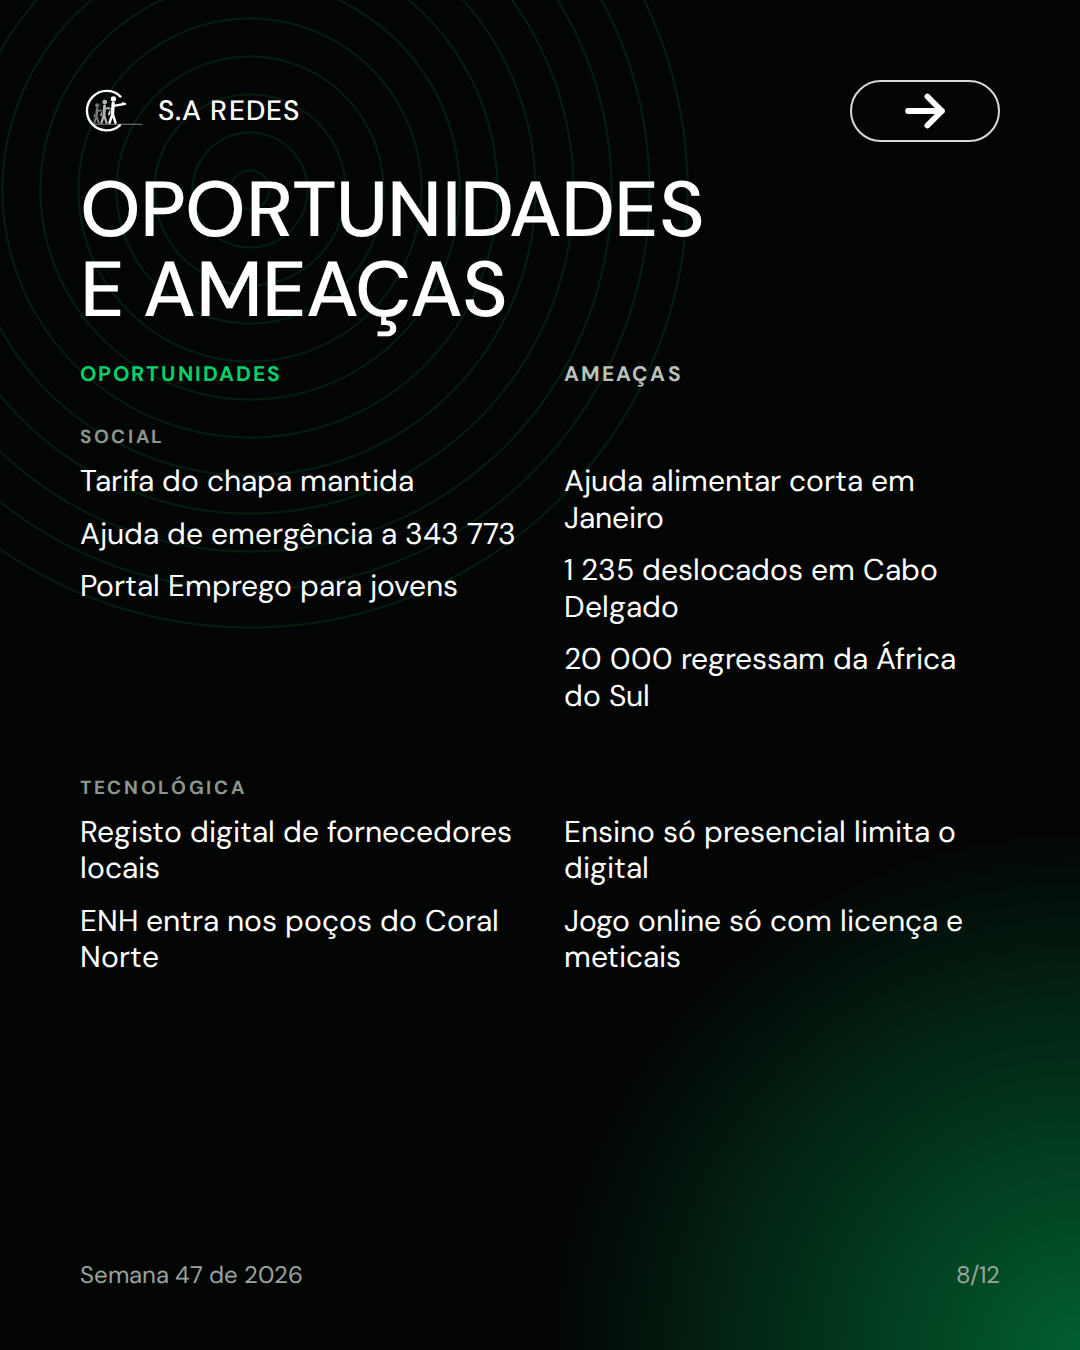 S.A REDES
OPORTUNIDADES
E AMEAÇAS
OPORTUNIDADES
AMEAÇAS
SOCIAL
Tarifa do chapa mantida
Ajuda de emergência a 343 773
Portal Emprego para jovens
Ajuda alimentar corta em
Janeiro
1 235 deslocados em Cabo
Delgado
20 000 regressam da África
do Sul
TECNOLÓGICA
Registo digital de fornecedores
locais
ENH entra nos poços do Coral
Norte
Ensino só presencial limita o
digital
Jogo online só com licença e
meticais
Semana 47 de 2026
8/12